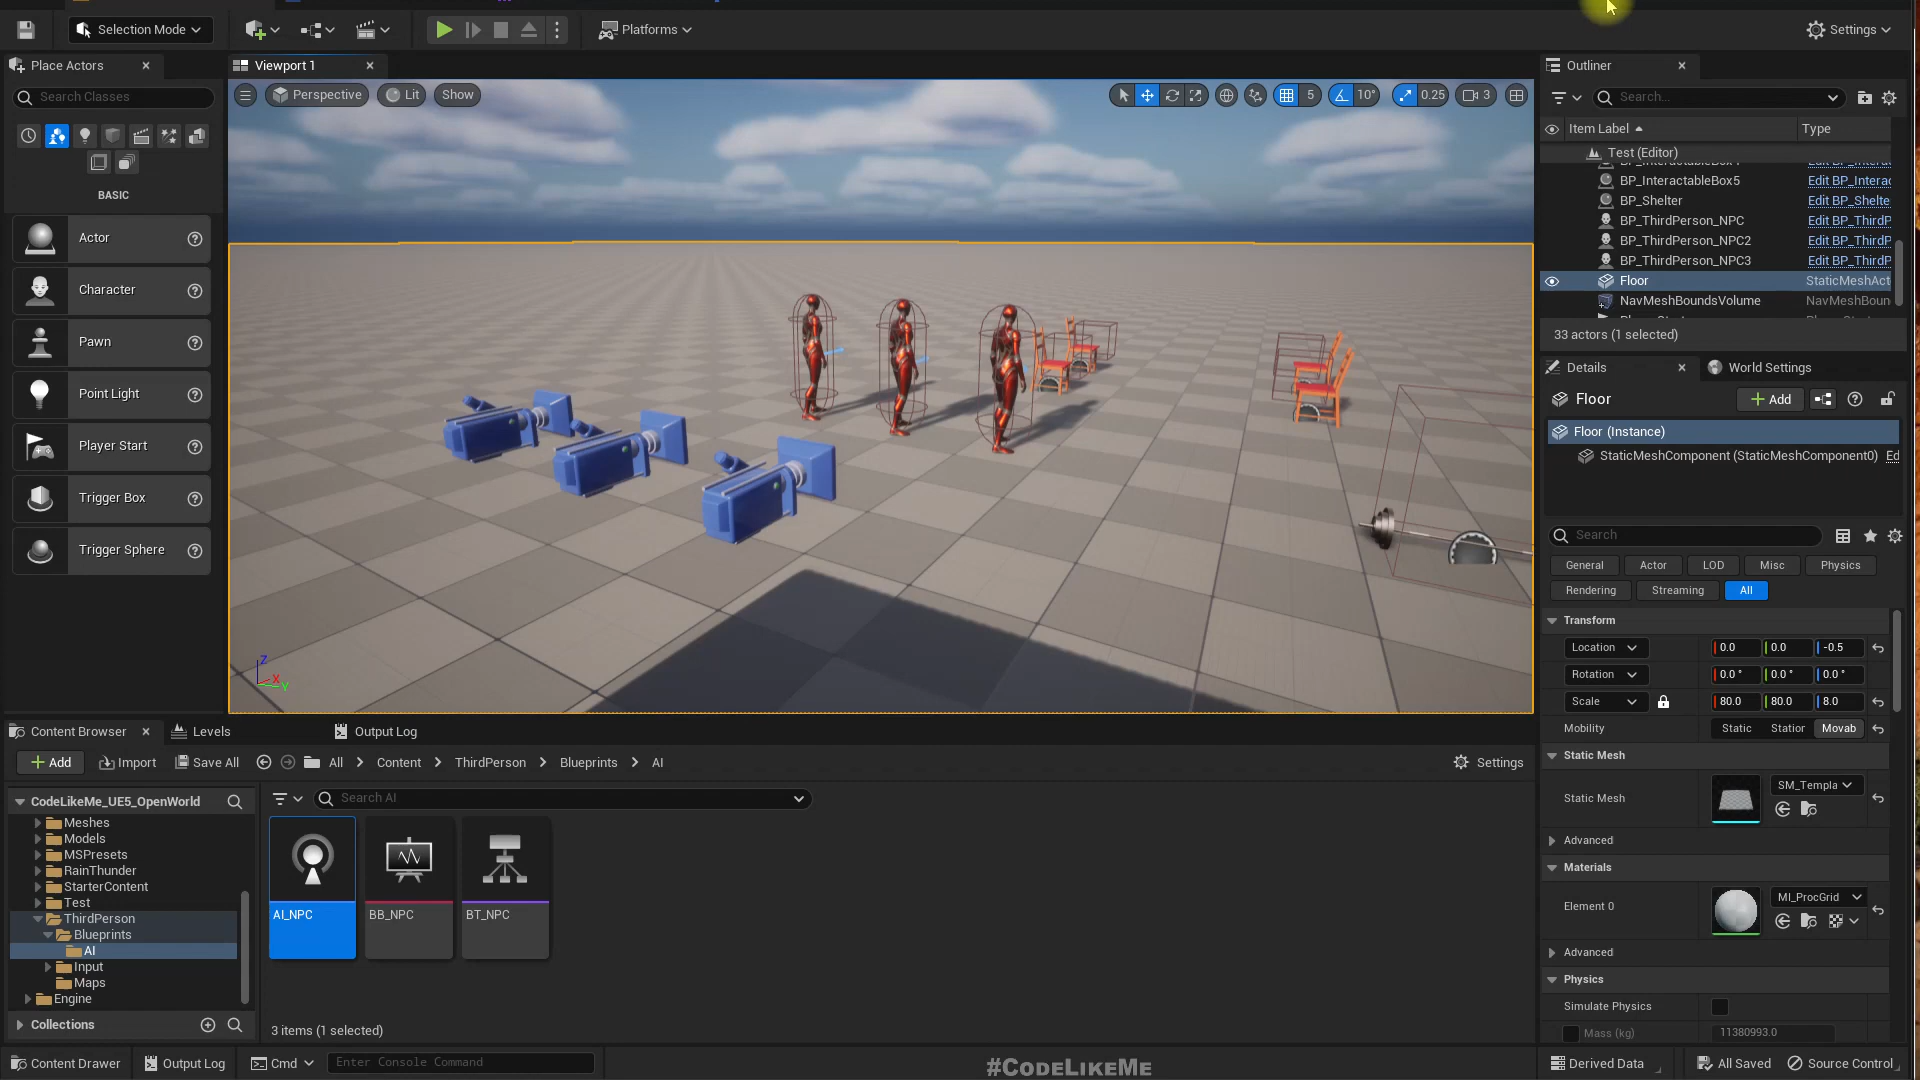 Selection Mode
Platforms
Settings
Place Actors
Viewport 1
Outliner
Search Classes
Perspective
Lit
Show
5
10°
0.25
3
Search...
Item Label
Type
Test (Editor)
BP_InteractableBox5
Edit BP_Interac
BP_Shelter
Edit BP_Shelte
BP_ThirdPerson_NPC
Edit BP_ThirdP
BP_ThirdPerson_NPC2
Edit BP_ThirdP
BP_ThirdPerson_NPC3
Edit BP_ThirdP
Floor
StaticMeshAct
NavMeshBoundsVolume
NavMeshBoun
33 actors (1 selected)
BASIC
Actor
Character
Pawn
Point Light
Player Start
Trigger Box
Trigger Sphere
Details
World Settings
Floor
Add
Floor (Instance)
StaticMeshComponent (StaticMeshComponent0)
Ed
Search
General
Actor
LOD
Misc
Physics
Rendering
Streaming
All
Transform
Location
0.0
0.0
-0.5
Rotation
0.0 °
0.0 °
0.0 °
Scale
80.0
80.0
8.0
Mobility
Static
Station
Movab
Static Mesh
Static Mesh
SM_Templa
Advanced
Materials
Element 0
MI_ProcGrid
Advanced
Physics
Simulate Physics
Mass (kg)
11380993.0
Z
X
Y
Content Browser
Levels
Output Log
Add
Import
Save All
All
Content
ThirdPerson
Blueprints
AI
Settings
CodeLikeMe_UE5_OpenWorld
Search AI
Meshes
Models
MSPresets
RainThunder
StarterContent
Test
ThirdPerson
Blueprints
AI
Input
Maps
Engine
Collections
AI_NPC
BB_NPC
BT_NPC
3 items (1 selected)
Content Drawer
Output Log
Cmd
Enter Console Command
#CODELIKEME
Derived Data
All Saved
Source Control